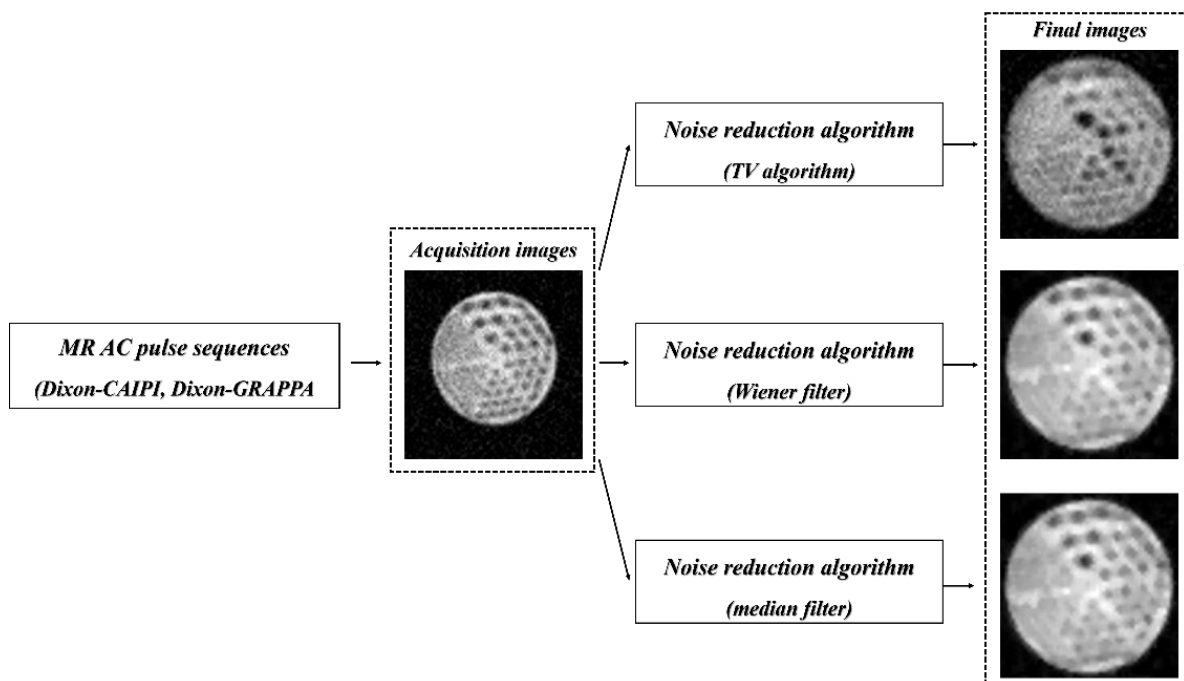 MR AC pulse sequences
(Dixon-CAIPI, Dixon-GRAPPA
Acquisition images
Noise reduction algorithm
(TV algorithm)
Noise reduction algorithm
(Wiener filter)
Noise reduction algorithm
(median filter)
Final images